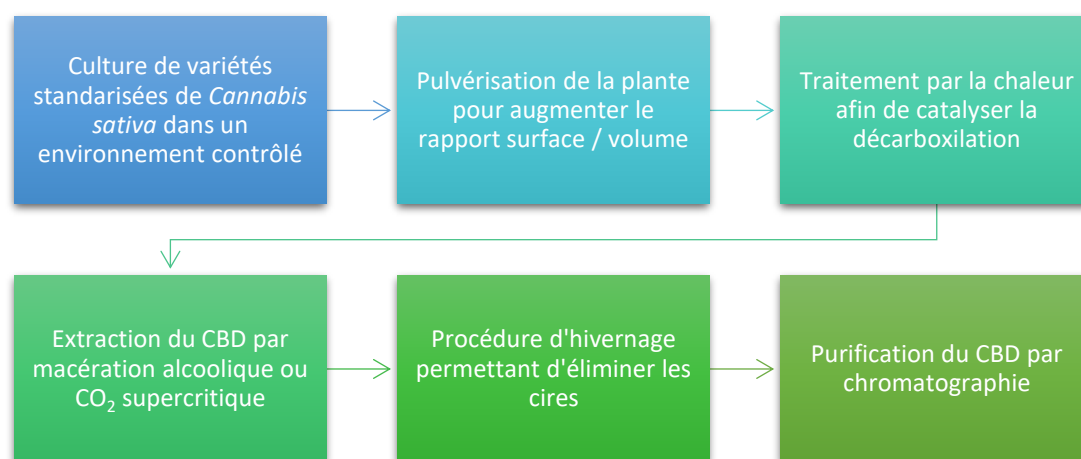 Culture de variétés
standarisées de Cannabis
sativa dans un
environnement contrôlé
Pulvérisation de la plante
pour augmenter le
rapport surface / volume
Traitement par la chaleur
afin de catalyser la
décarboxilation
Extraction du CBD par
macération alcoolique ou
CO₂ supercritique
Procédure d'hivernage
permettant d'éliminer les
cires
Purification du CBD par
chromatographie